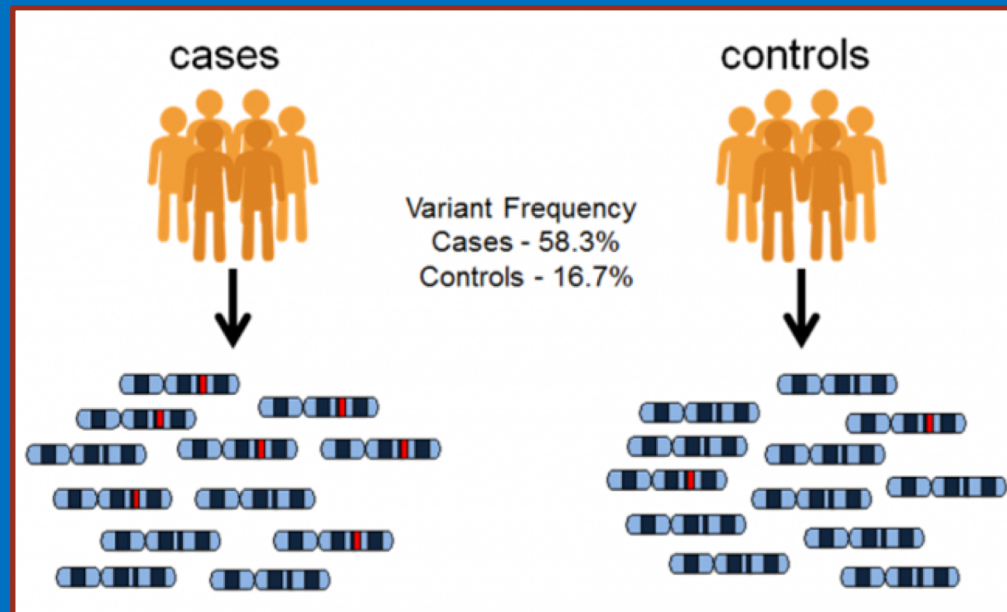 cases
controls
Variant Frequency
Cases - 58.3%
Controls - 16.7%